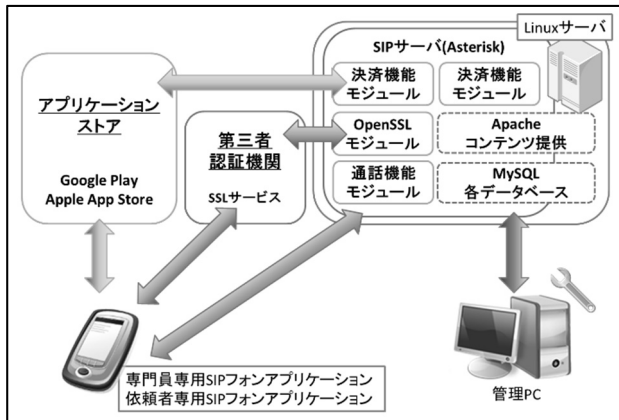 Linuxサーバ
SIPサーバ(Asterisk)
決済機能
モジュール
決済機能
モジュール
アプリケーション
ストア
Google Play
Apple App Store
第三者
認証機関
SSLサービス
OpenSSL
モジュール
Apache
コンテンツ提供
通話機能
モジュール
MySQL
各データベース
専門員専用SIPフォンアプリケーション
依頼者専用SIPフォンアプリケーション
管理PC